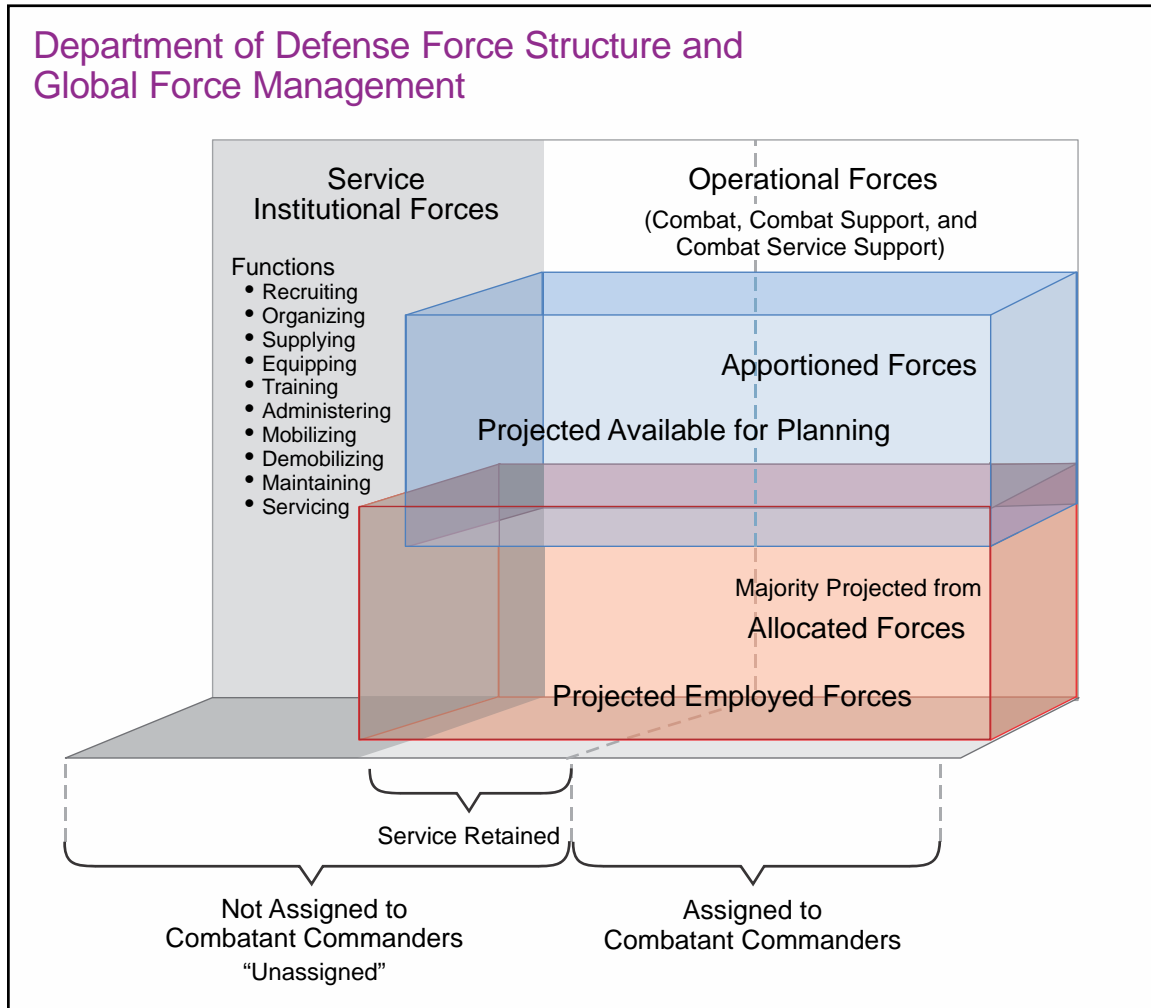 Department of Defense Force Structure and
Global Force Management
Service
Institutional Forces
Functions
• Recruiting
• Organizing
• Supplying
• Equipping
• Training
• Administering
• Mobilizing
• Demobilizing
• Maintaining
• Servicing
Operational Forces
(Combat, Combat Support, and
Combat Service Support)
Apportioned Forces
Projected Available for Planning
Majority Projected from
Allocated Forces
Projected Employed Forces
Service Retained
Not Assigned to
Combatant Commanders
“Unassigned”
Assigned to
Combatant Commanders